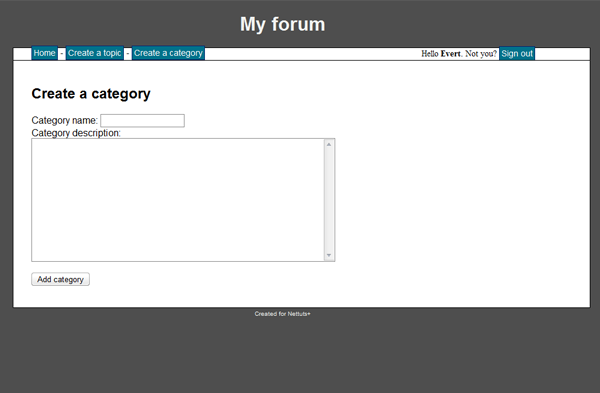 My forum
Home - Create a topic - Create a category Hello Evert. Not you? Sign out
Create a category
Category name:
Category description:
Add category
Created for Nettuts+